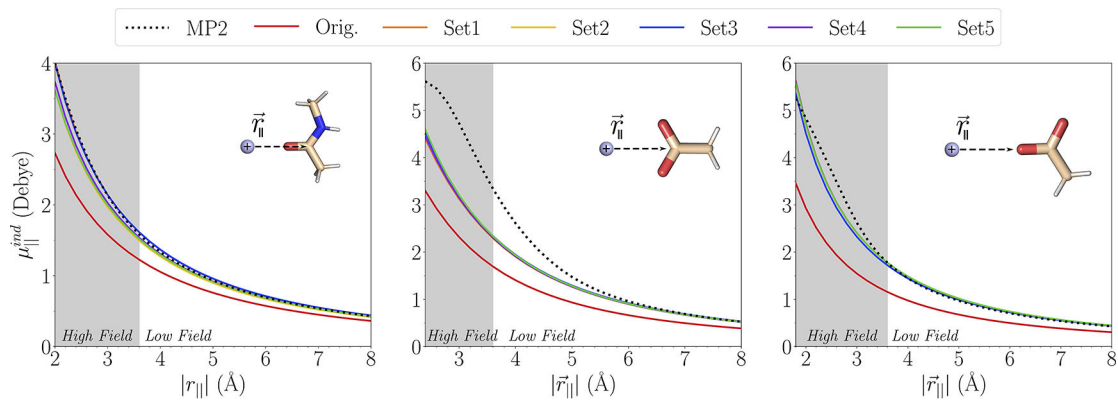 MP2 Orig. Set1 Set2 Set3 Set4 Set5
μ_||^ind (Debye)
4
3
2
1
0
r⃗_||
+
High Field Low Field
2 3 4 5 6 7 8
|r_||| (Å)
6
5
4
3
2
1
0
r⃗_||
+
High Field Low Field
3 4 5 6 7 8
|r⃗_||| (Å)
6
5
4
3
2
1
0
r⃗_||
+
High Field Low Field
2 3 4 5 6 7 8
|r⃗_||| (Å)